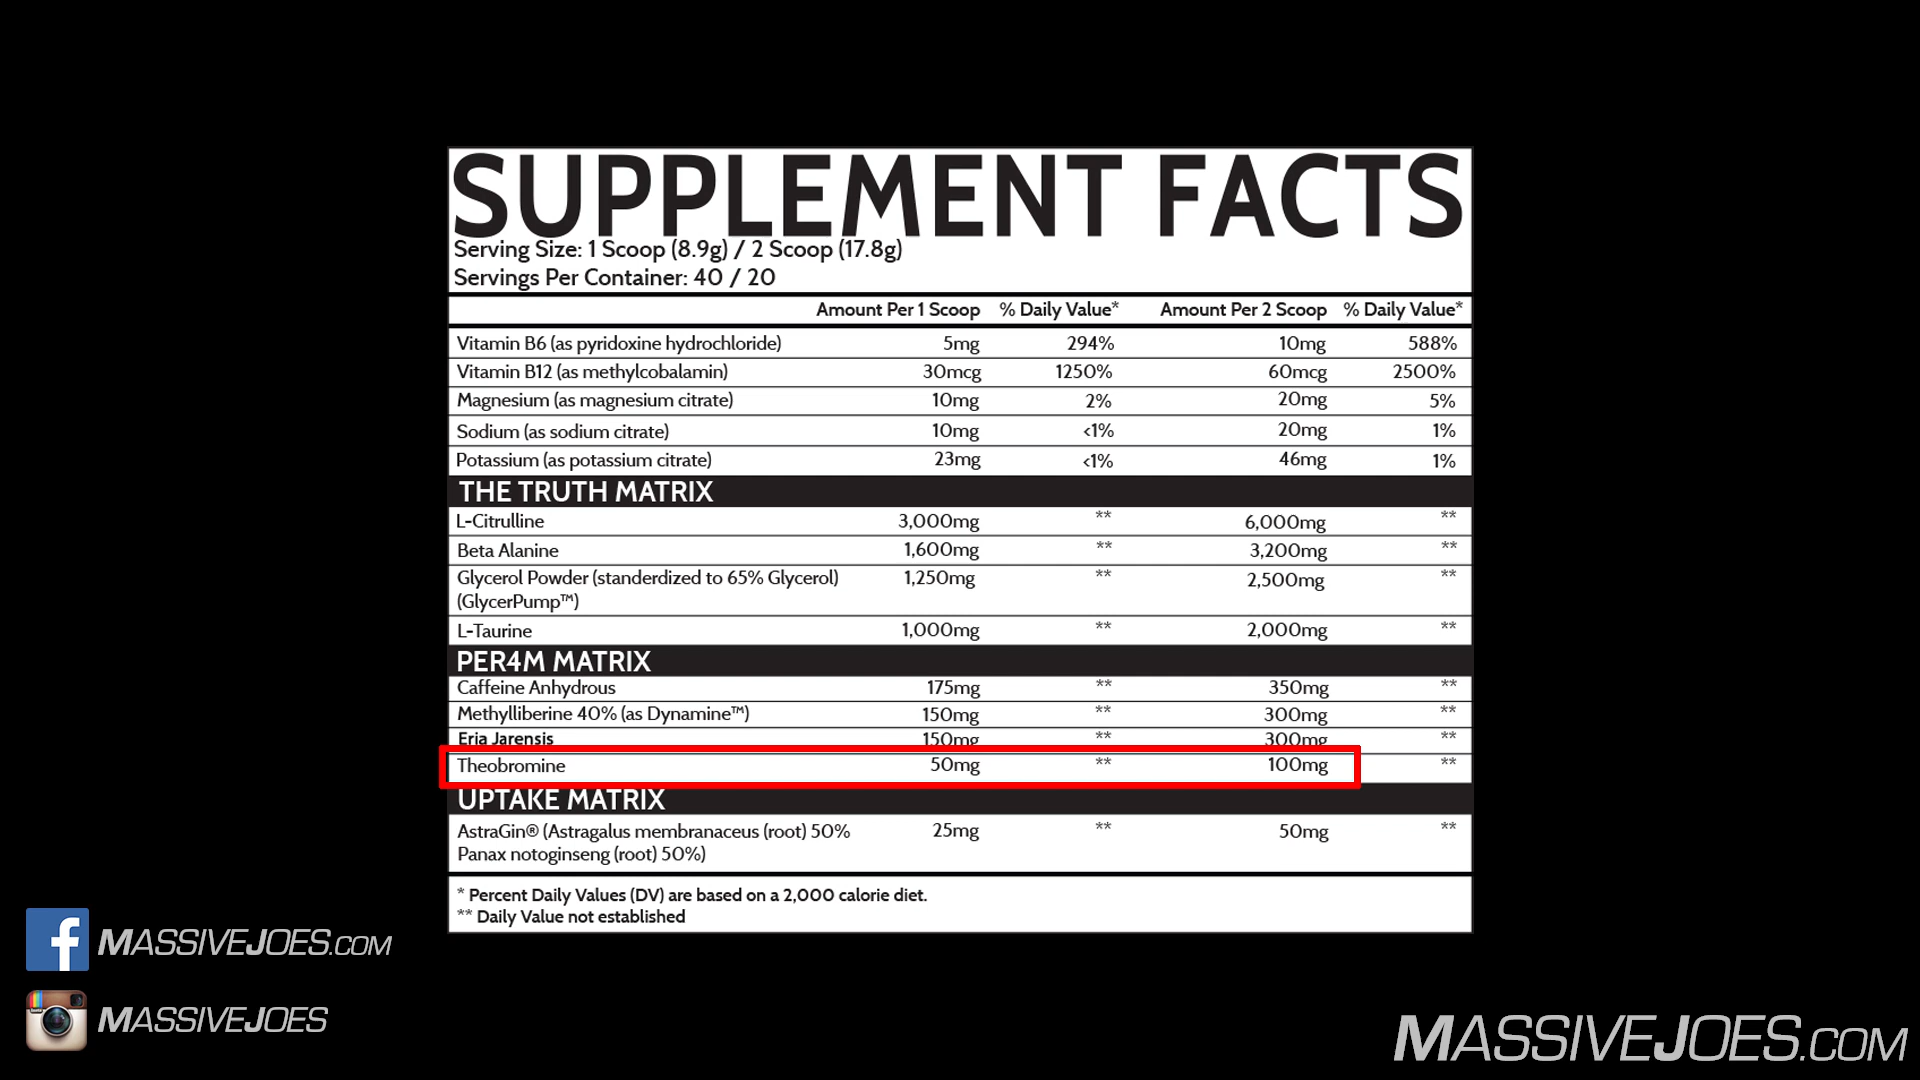 SUPPLEMENT FACTS
Serving Size: 1 Scoop (8.9g) / 2 Scoop (17.8g)
Servings Per Container: 40 / 20
Amount Per 1 Scoop % Daily Value* Amount Per 2 Scoop % Daily Value*
Vitamin B6 (as pyridoxine hydrochloride) 5mg 294% 10mg 588%
Vitamin B12 (as methylcobalamin) 30mcg 1250% 60mcg 2500%
Magnesium (as magnesium citrate) 10mg 2% 20mg 5%
Sodium (as sodium citrate) 10mg <1% 20mg 1%
Potassium (as potassium citrate) 23mg <1% 46mg 1%
THE TRUTH MATRIX
L-Citrulline 3,000mg ** 6,000mg **
Beta Alanine 1,600mg ** 3,200mg **
Glycerol Powder (standerdized to 65% Glycerol) 1,250mg ** 2,500mg **
(GlycerPump™)
L-Taurine 1,000mg ** 2,000mg **
PER4M MATRIX
Caffeine Anhydrous 175mg ** 350mg **
Methylliberine 40% (as Dynamine™) 150mg ** 300mg **
Eria Jarensis 150mg ** 300mg **
Theobromine 50mg ** 100mg **
UPTAKE MATRIX
AstraGin® (Astragalus membranaceus (root) 50% 25mg ** 50mg **
Panax notoginseng (root) 50%)
* Percent Daily Values (DV) are based on a 2,000 calorie diet.
** Daily Value not established
f MASSIVEJOES.COM
MASSIVEJOES
MASSIVEJOES.COM